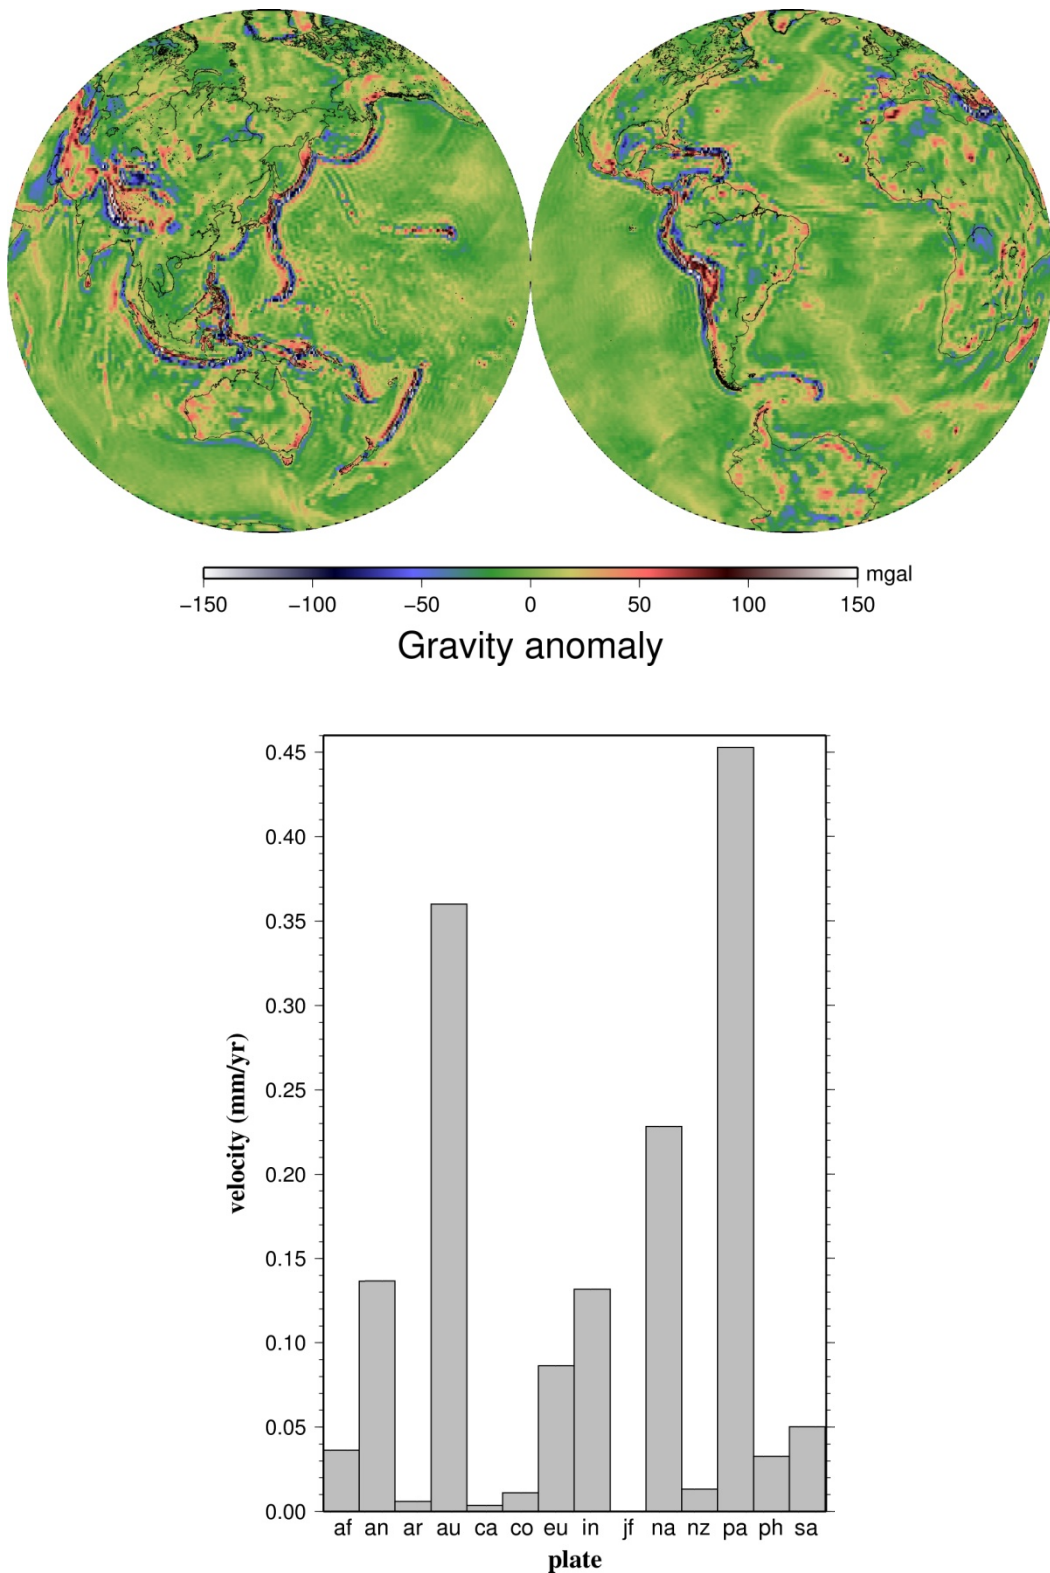 −150 −100 −50 0 50 100 150 mgal
Gravity anomaly
0.45
0.40
0.35
0.30
0.25
0.20
0.15
0.10
0.05
0.00
velocity (mm/yr)
af an ar au ca co eu in jf na nz pa ph sa
plate